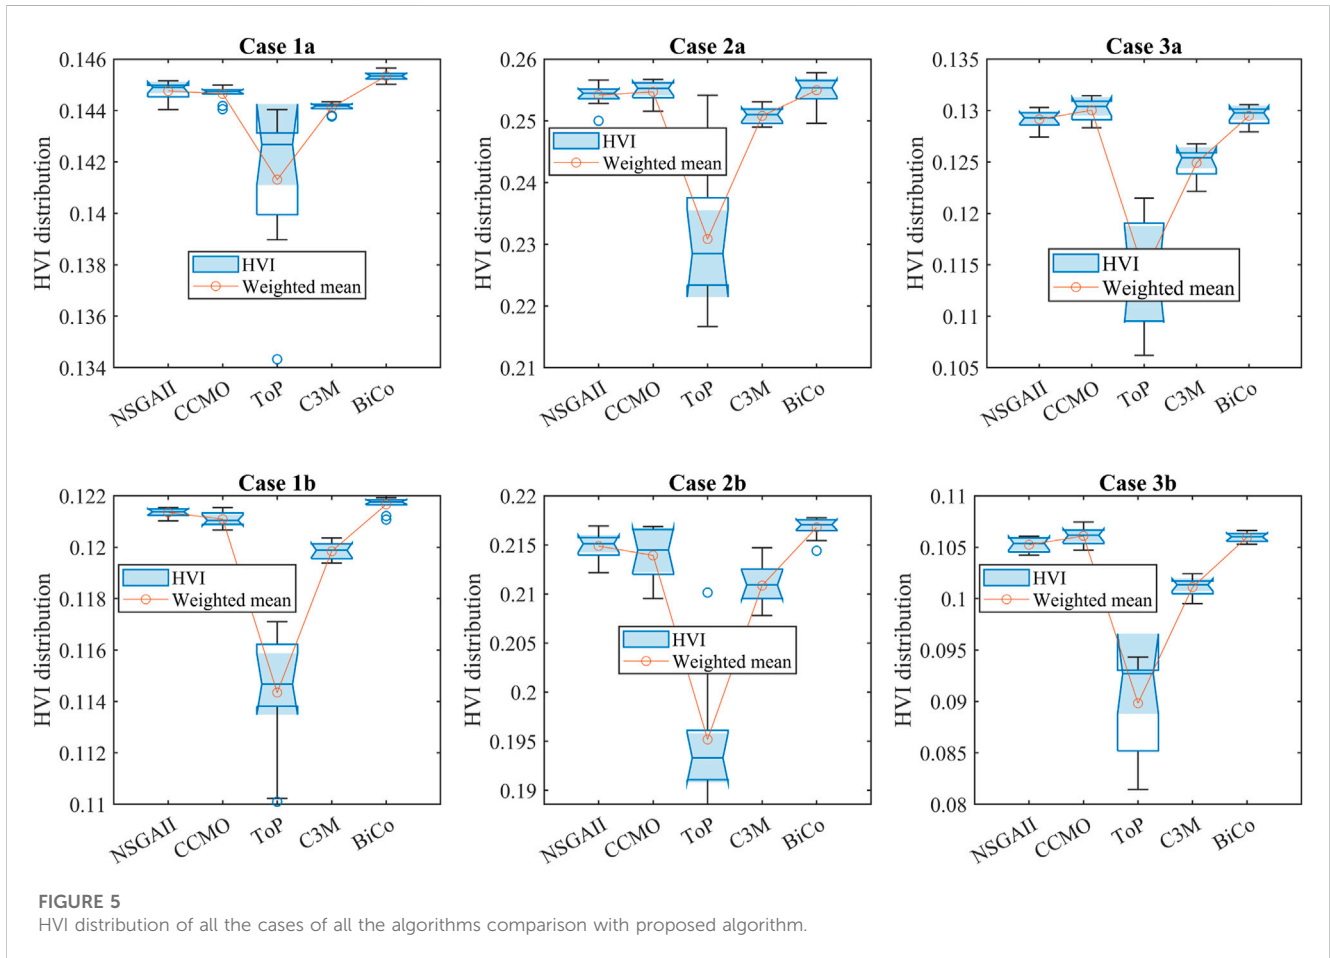 Case 1a
HVI distribution
0.146
0.144
0.142
0.14
0.138
0.136
0.134
HVI
Weighted mean
NSGAII
CCMO
ToP
C3M
BiCo
Case 2a
HVI distribution
0.26
0.25
0.24
0.23
0.22
0.21
HVI
Weighted mean
NSGAII
CCMO
ToP
C3M
BiCo
Case 3a
HVI distribution
0.135
0.13
0.125
0.12
0.115
0.11
0.105
HVI
Weighted mean
NSGAII
CCMO
ToP
C3M
BiCo
Case 1b
HVI distribution
0.122
0.12
0.118
0.116
0.114
0.112
0.11
HVI
Weighted mean
NSGAII
CCMO
ToP
C3M
BiCo
Case 2b
HVI distribution
0.22
0.215
0.21
0.205
0.2
0.195
0.19
HVI
Weighted mean
NSGAII
CCMO
ToP
C3M
BiCo
Case 3b
HVI distribution
0.11
0.105
0.1
0.095
0.09
0.085
0.08
HVI
Weighted mean
NSGAII
CCMO
ToP
C3M
BiCo
FIGURE 5
HVI distribution of all the cases of all the algorithms comparison with proposed algorithm.